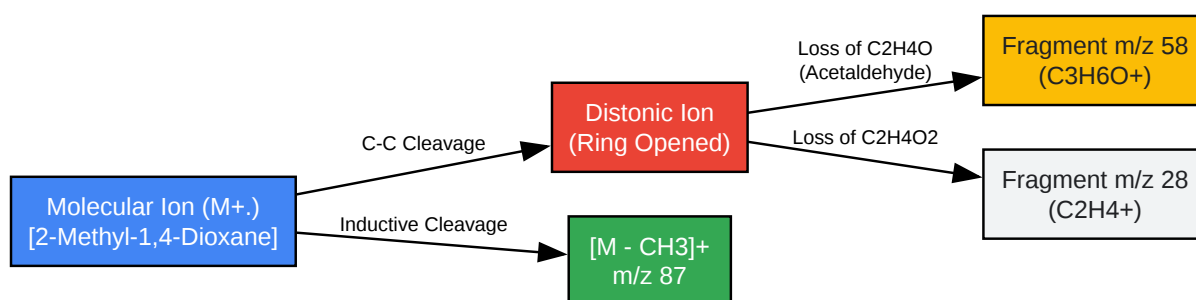 Loss of C2H4O
(Acetaldehyde)
Fragment m/z 58
(C3H6O+)
Distonic Ion
(Ring Opened)
C-C Cleavage
Loss of C2H4O2
Fragment m/z 28
(C2H4+)
Molecular Ion (M+.)
[2-Methyl-1,4-Dioxane]
Inductive Cleavage
[M - CH3]+
m/z 87